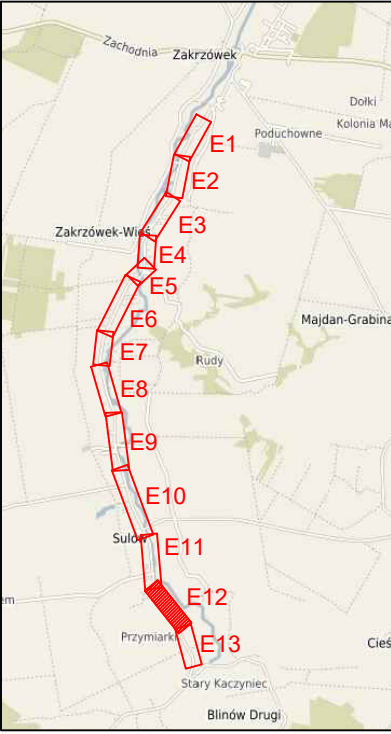 Zachodnia
Zakrzówek
Dołki
Kolonia Ma
Poduchowne
E1
E2
E3
Zakrzówek-Wieś
E4
E5
E6
Majdan-Grabina
E7
Rudy
E8
E9
E10
Sulów
E11
em
E12
Przymiarki
E13
Cieś
Stary Kaczyniec
Blinów Drugi